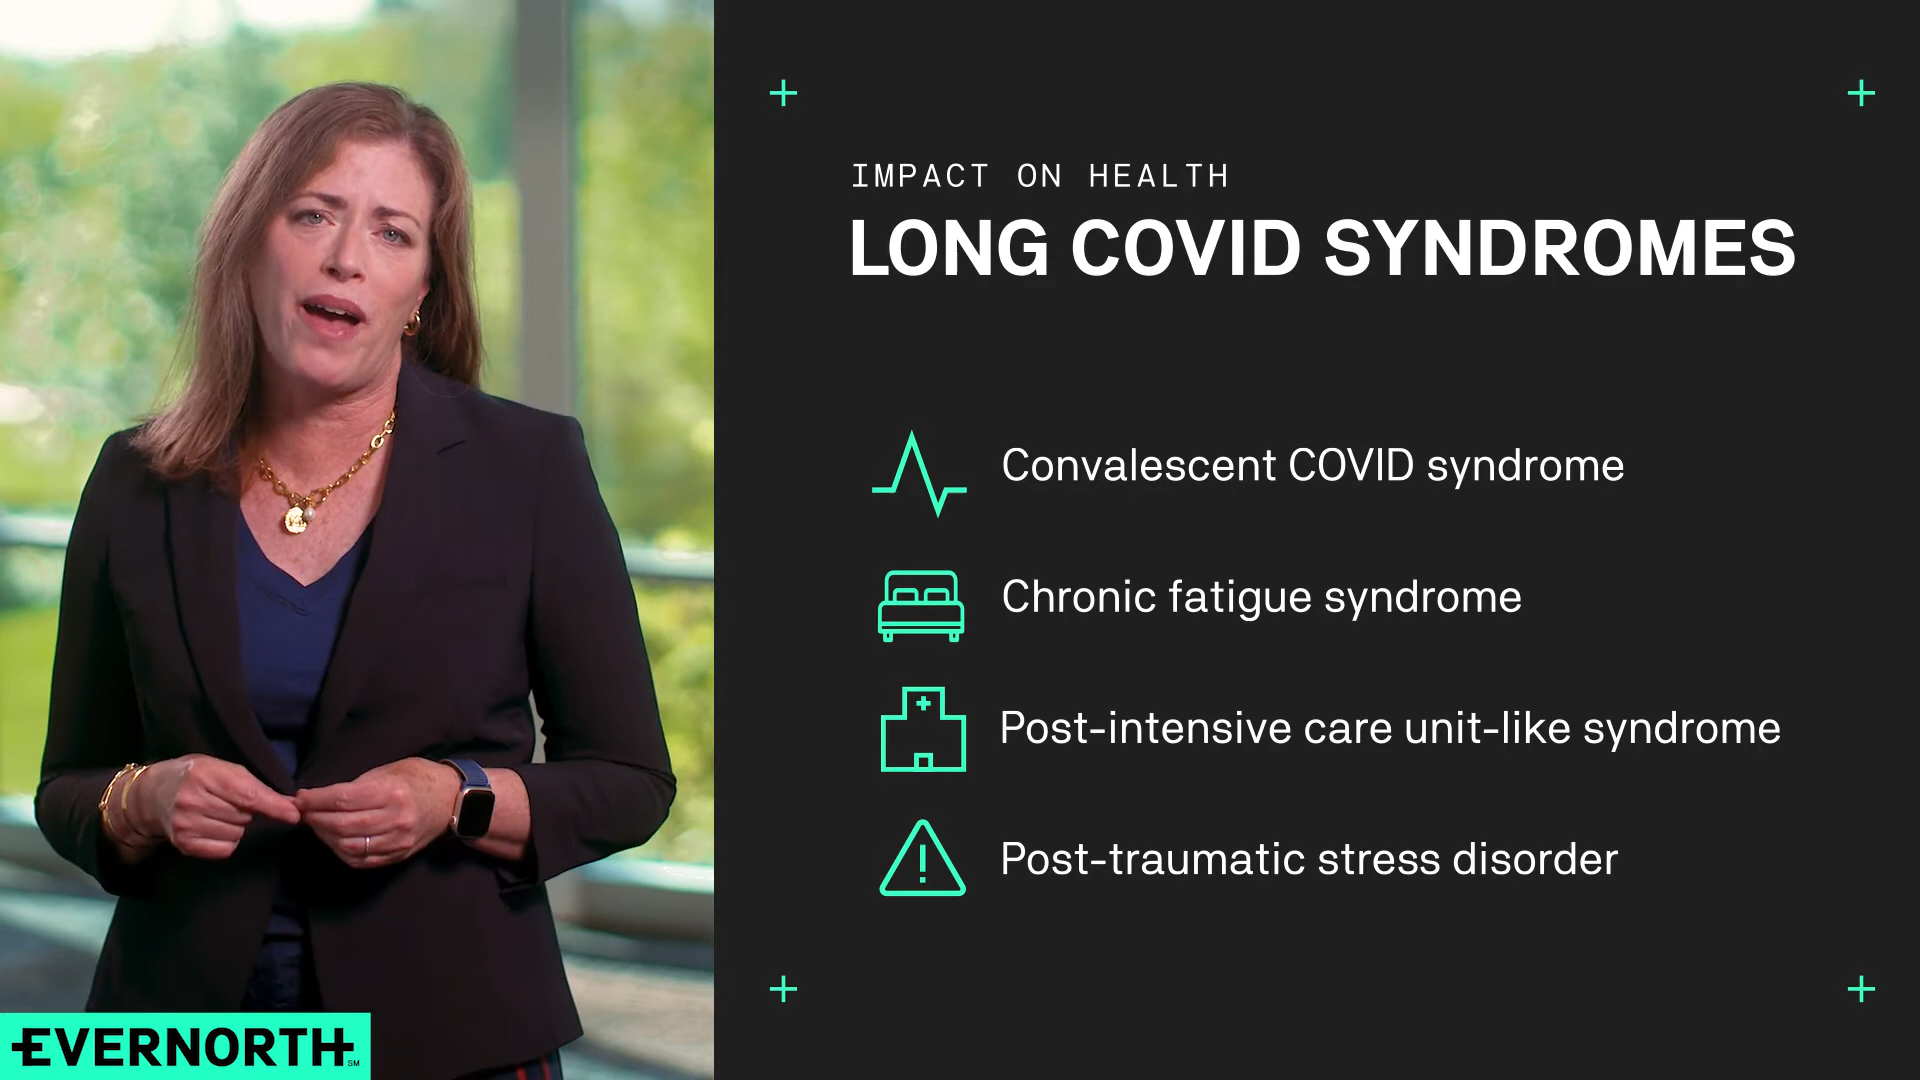 IMPACT ON HEALTH
LONG COVID SYNDROMES
Convalescent COVID syndrome
Chronic fatigue syndrome
Post-intensive care unit-like syndrome
Post-traumatic stress disorder
EVERNORTH SM